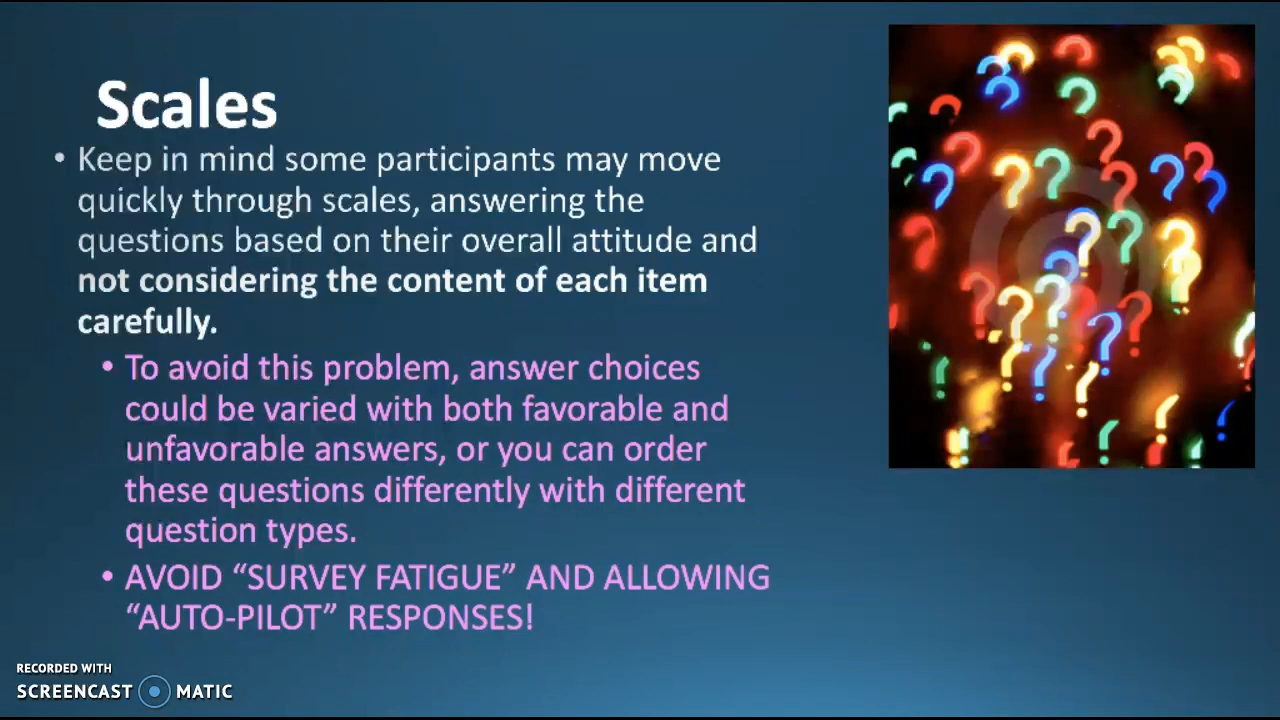 Scales
• Keep in mind some participants may move
quickly through scales, answering the
questions based on their overall attitude and
not considering the content of each item
carefully.
• To avoid this problem, answer choices
could be varied with both favorable and
unfavorable answers, or you can order
these questions differently with different
question types.
• AVOID “SURVEY FATIGUE” AND ALLOWING
“AUTO-PILOT” RESPONSES!
RECORDED WITH
SCREENCAST MATIC